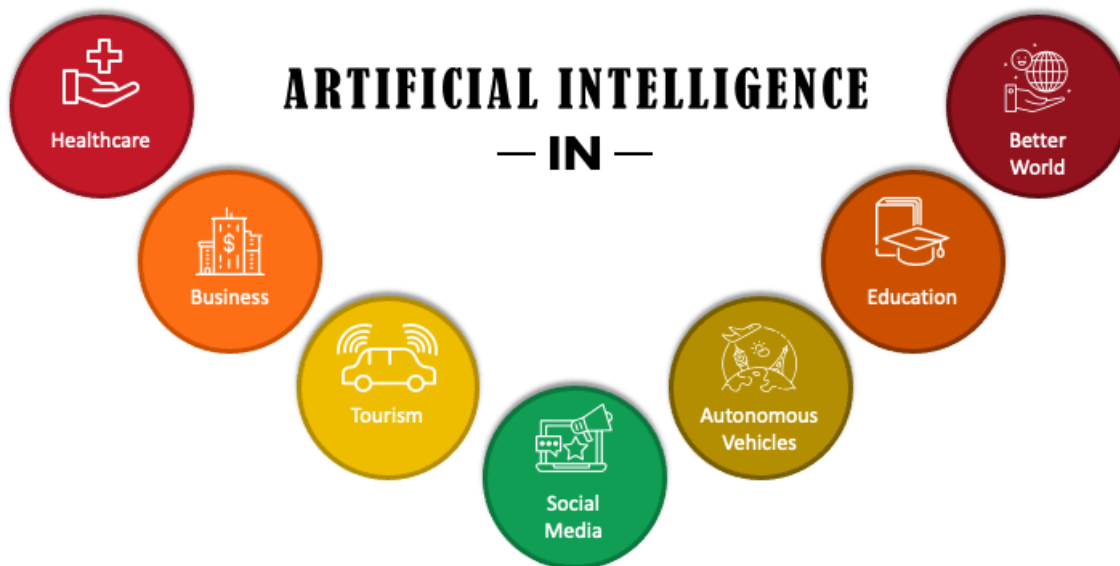 ARTIFICIAL INTELLIGENCE
IN
Healthcare
Business
$
Tourism
Social
Media
Autonomous
Vehicles
Education
Better
World